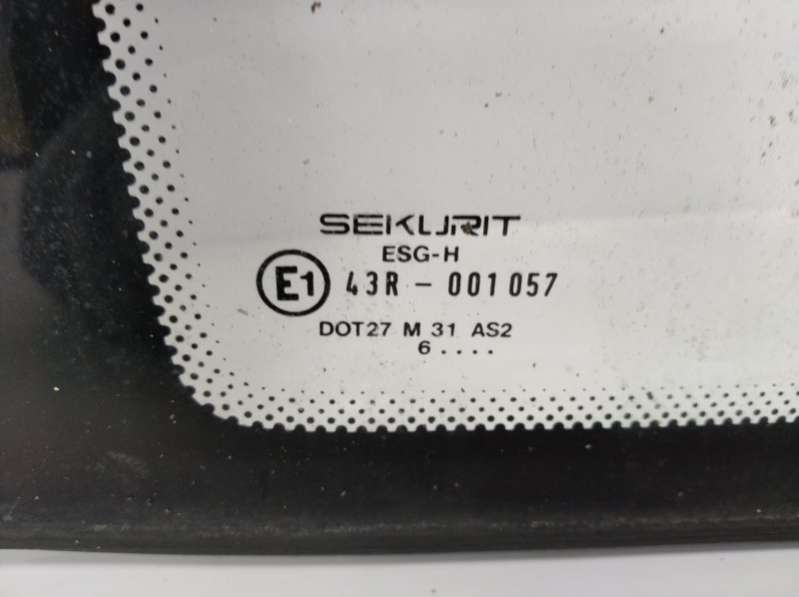 SEKURIT
ESG-H
E1 43R - 001057
DOT27 M 31 AS2
6 ....